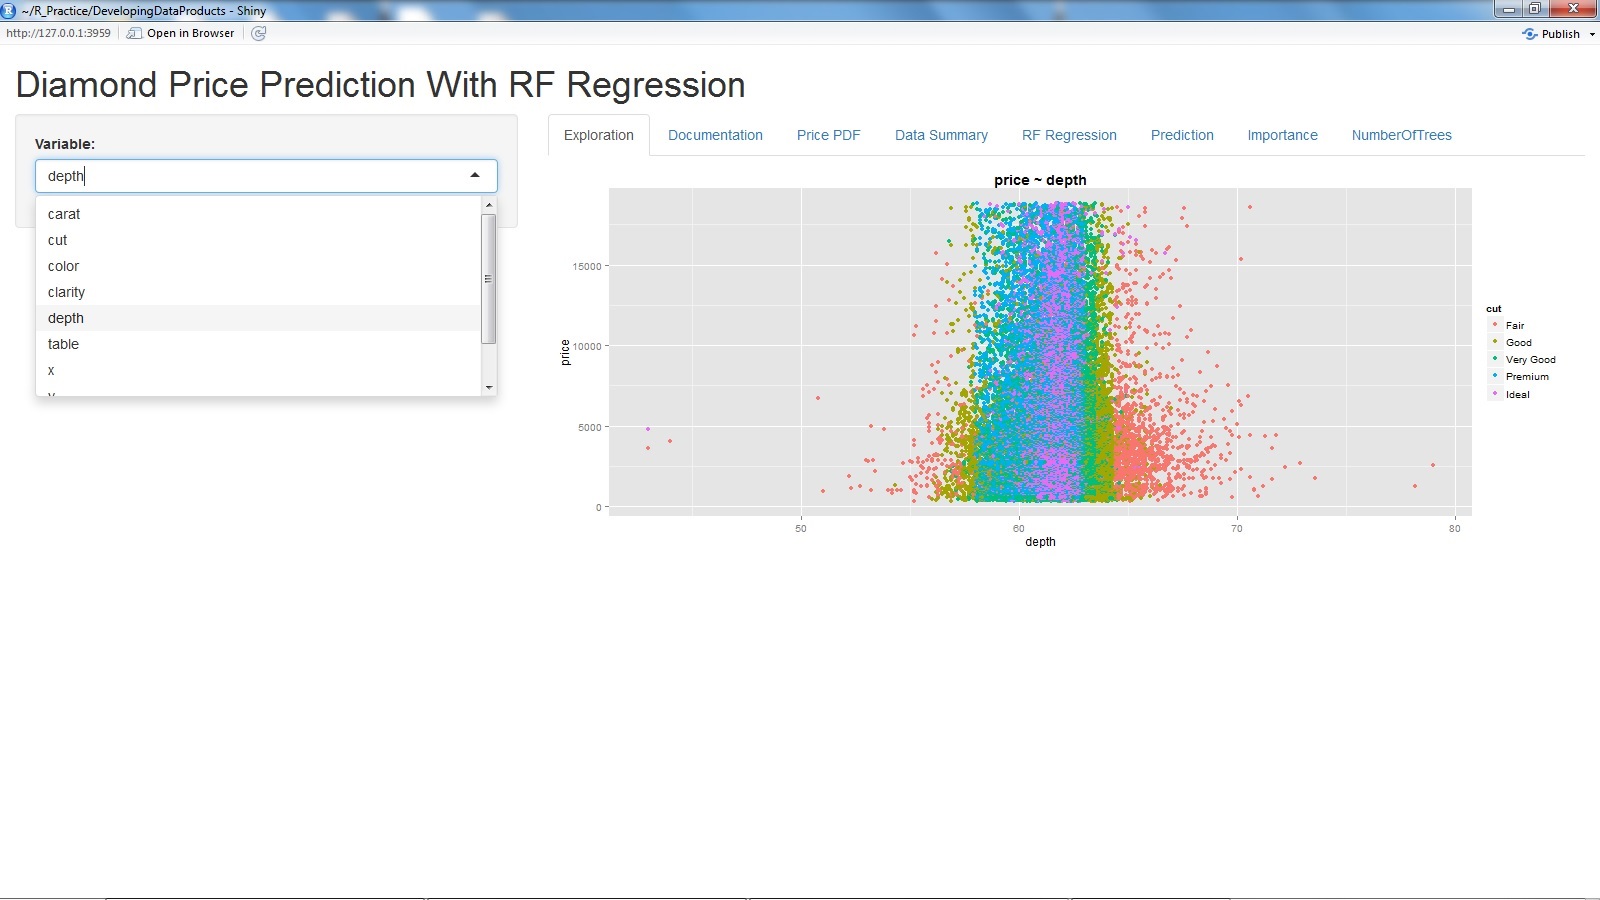 ~/R_Practice/DevelopingDataProducts - Shiny
http://127.0.0.1:3959 Open in Browser Publish
Diamond Price Prediction With RF Regression
Variable:
depth
carat
cut
color
clarity
depth
table
x
Exploration Documentation Price PDF Data Summary RF Regression Prediction Importance NumberOfTrees
price ~ depth
price
15000
10000
5000
0
50 60 70 80
depth
cut
Fair
Good
Very Good
Premium
Ideal